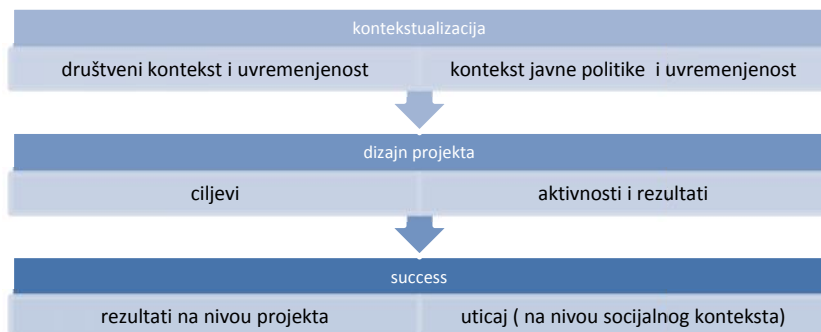 kontekstualizacija
društveni kontekst i uvremenjenost
kontekst javne politike i uvremenjenost
dizajn projekta
ciljevi
aktivnosti i rezultati
success
rezultati na nivou projekta
uticaj ( na nivou socijalnog konteksta)